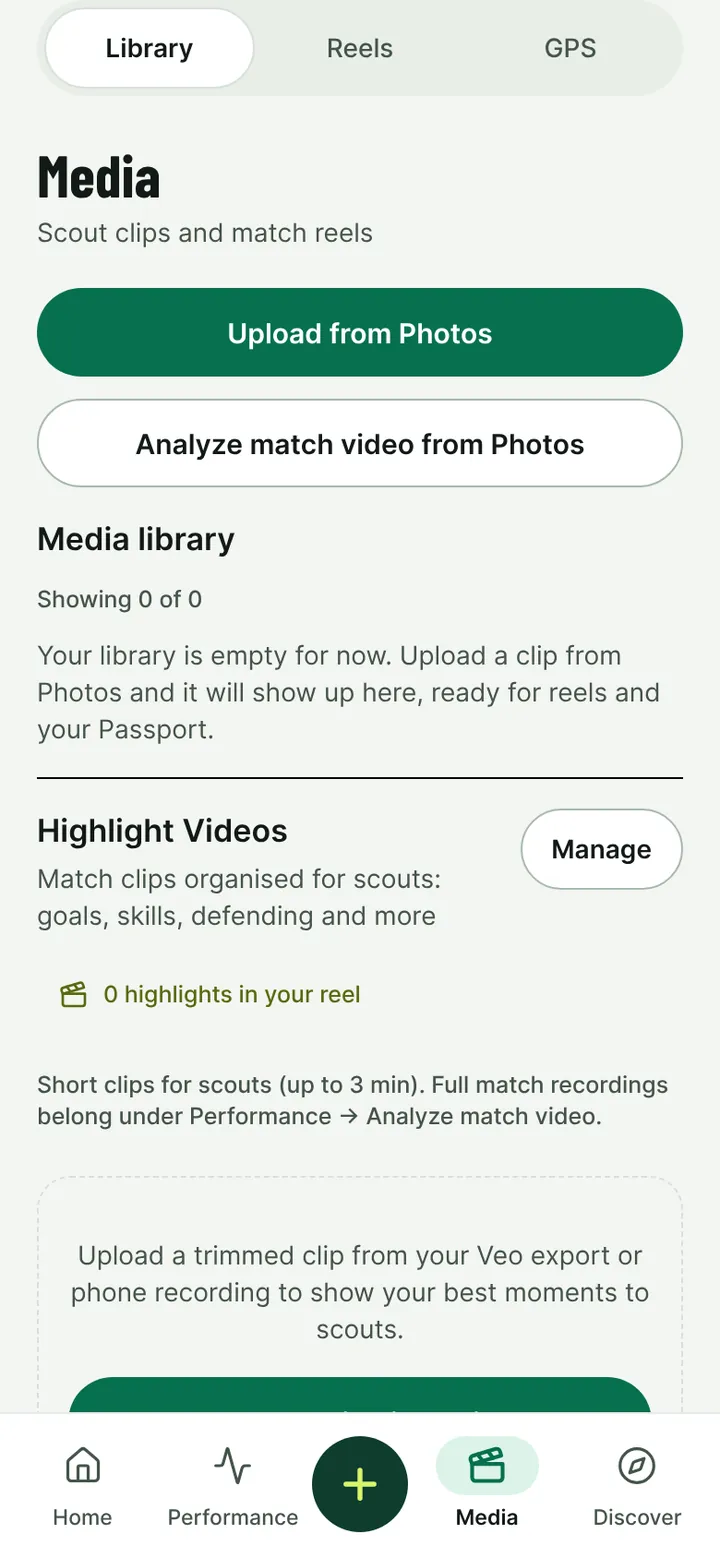 Library
Reels
GPS
Media
Scout clips and match reels
Upload from Photos
Analyze match video from Photos
Media library
Showing 0 of 0
Your library is empty for now. Upload a clip from
Photos and it will show up here, ready for reels and
your Passport.
Highlight Videos
Manage
Match clips organised for scouts:
goals, skills, defending and more
0 highlights in your reel
Short clips for scouts (up to 3 min). Full match recordings
belong under Performance → Analyze match video.
Upload a trimmed clip from your Veo export or
phone recording to show your best moments to
scouts.
Home
Performance
Media
Discover